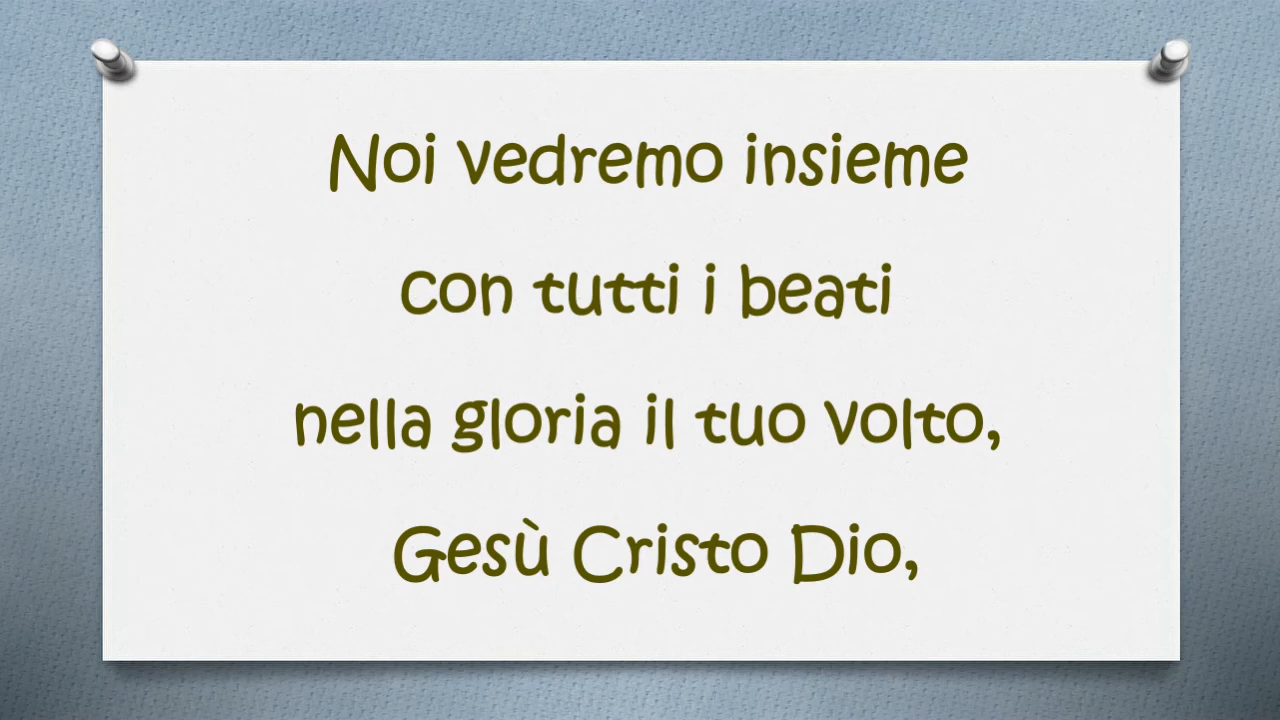 Noi vedremo insieme
con tutti i beati
nella gloria il tuo volto,
Gesù Cristo Dio,